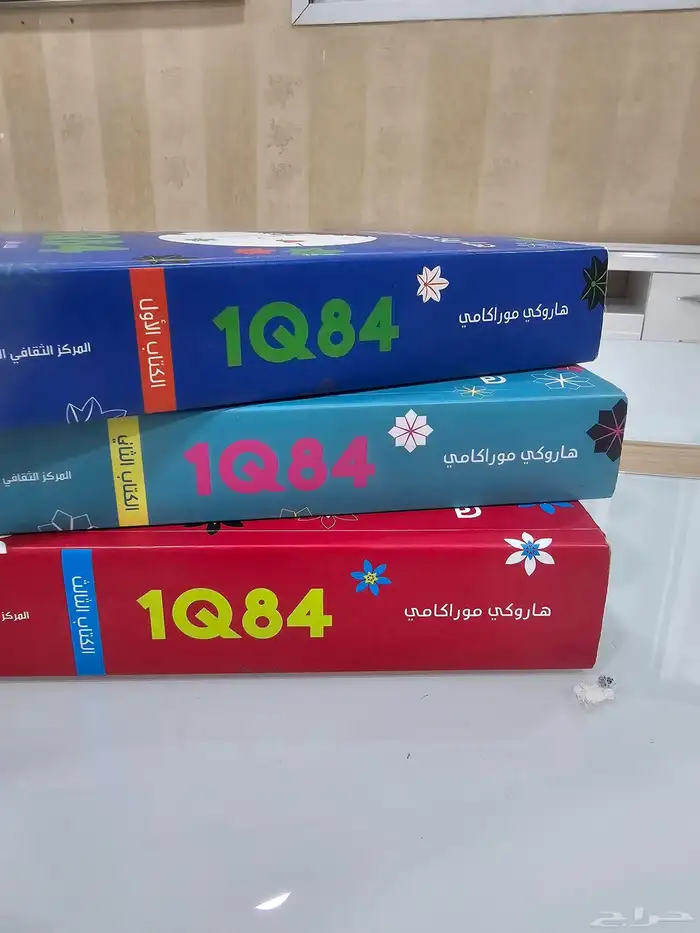 هاروكي موراكامي
1Q84
الكتاب الأول
المركز الثقافي
هاروكي موراكامي
1Q84
الكتاب الثاني
المركز الثقافي
هاروكي موراكامي
1Q84
الكتاب الثالث
المركز
حراج